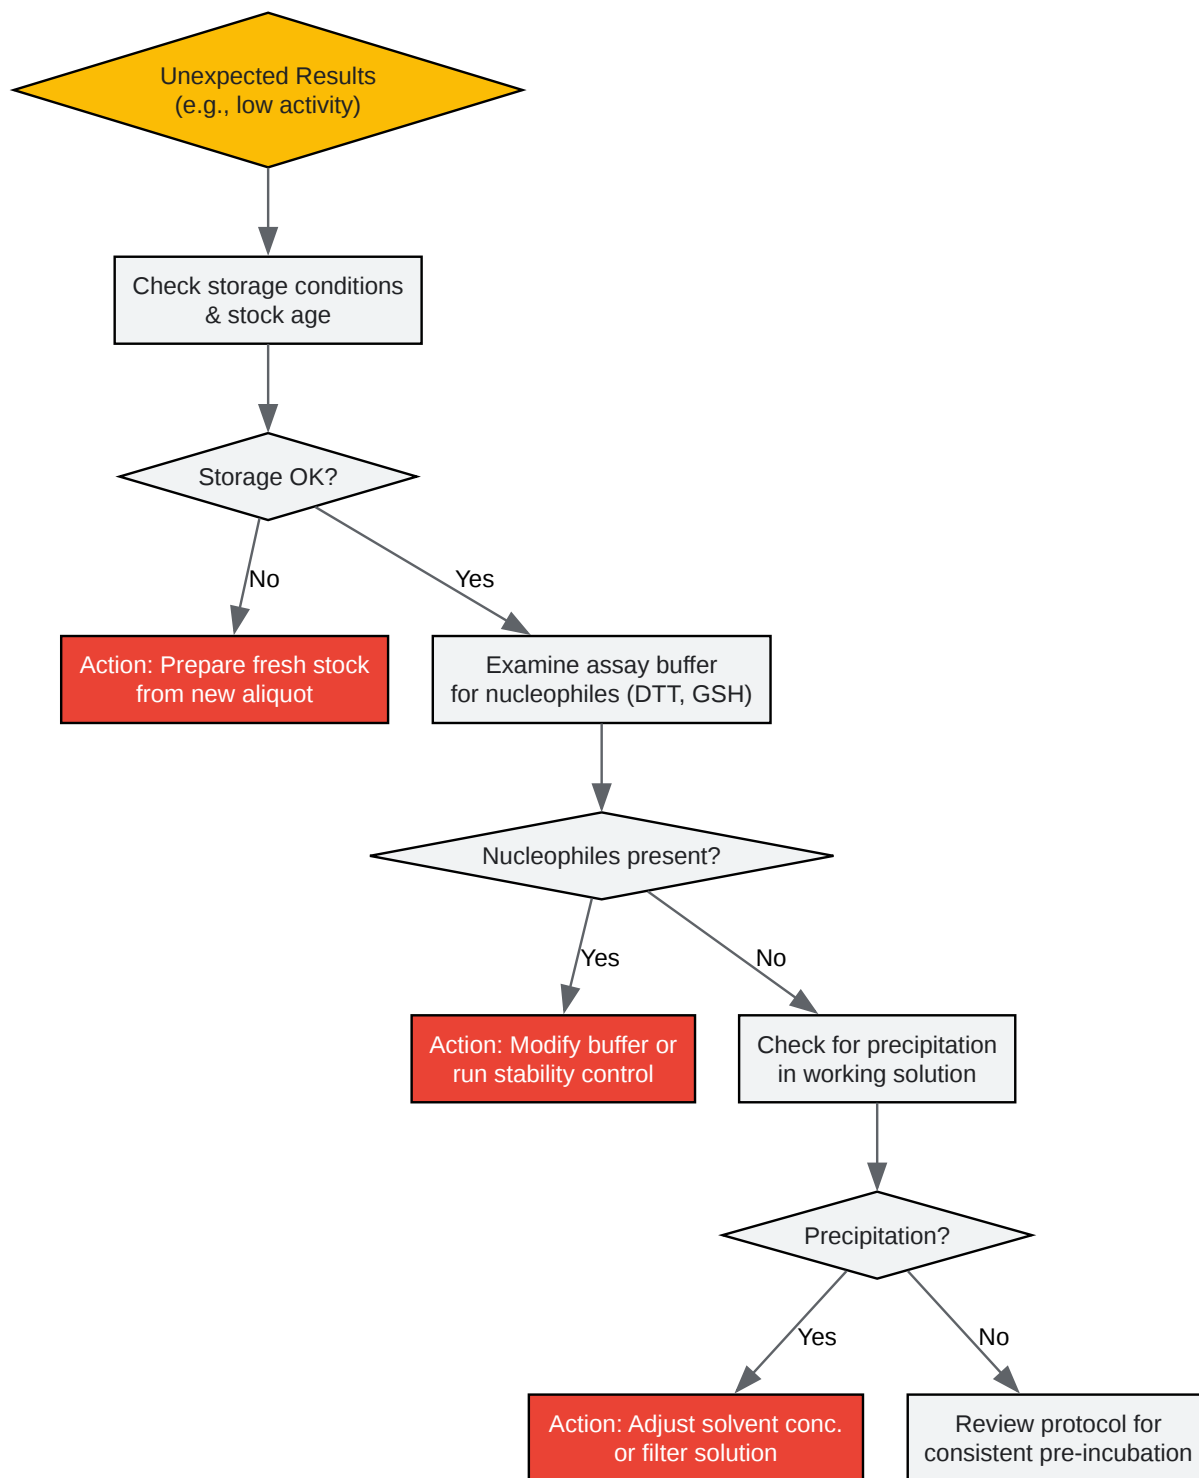 Unexpected Results
(e.g., low activity)
Check storage conditions
& stock age
Storage OK?
No
Yes
Action: Prepare fresh stock
from new aliquot
Examine assay buffer
for nucleophiles (DTT, GSH)
Nucleophiles present?
Yes
No
Action: Modify buffer or
run stability control
Check for precipitation
in working solution
Precipitation?
Yes
No
Action: Adjust solvent conc.
or filter solution
Review protocol for
consistent pre-incubation